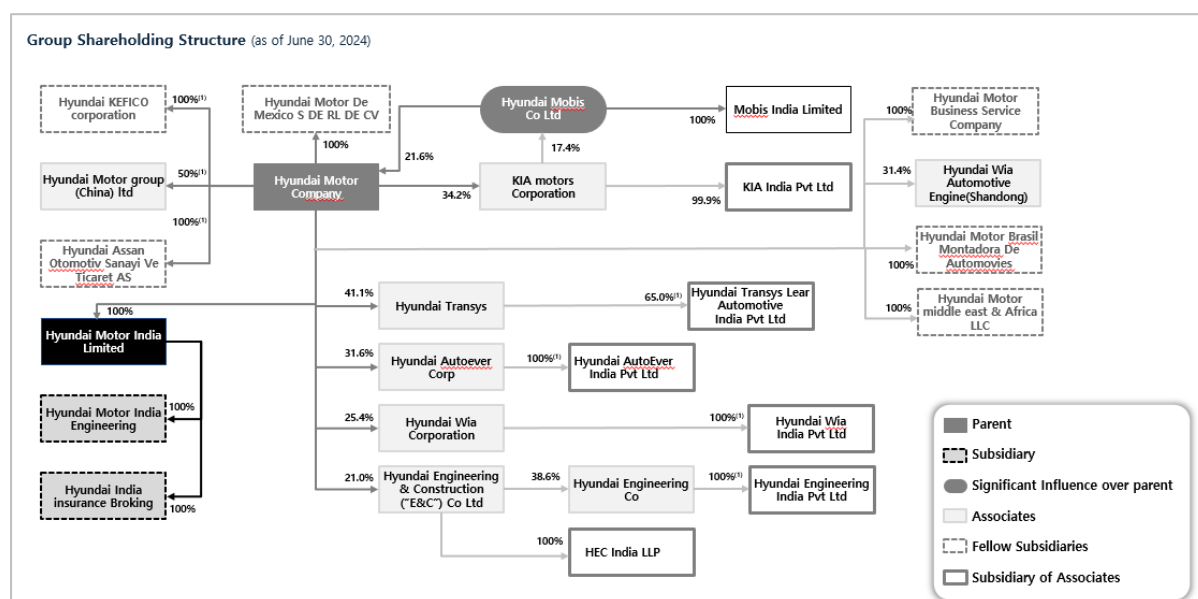 Group Shareholding Structure (as of June 30, 2024)
Hyundai KEFICO
corporation
100%(1)
Hyundai Motor De
Mexico S DE RL DE CV
100%
Hyundai Mobis
Co Ltd
100%
Mobis India Limited
100%
Hyundai Motor
Business Service
Company
21.6%
17.4%
Hyundai Motor group
(China) ltd
50%(1)
Hyundai Motor
Company
34.2%
KIA motors
Corporation
99.9%
KIA India Pvt Ltd
31.4%
Hyundai Wia
Automotive
Engine(Shandong)
100%(1)
Hyundai Assan
Otomotiv Sanayi Ve
Ticaret AS
100%
Hyundai Motor Brasil
Montadora De
Automovies
100%
Hyundai Motor
middle east & Africa
LLC
100%
Hyundai Motor India
Limited
41.1%
Hyundai Transys
65.0%(1)
Hyundai Transys Lear
Automotive
India Pvt Ltd
31.6%
Hyundai Autoever
Corp
100%(1)
Hyundai AutoEver
India Pvt Ltd
Hyundai Motor India
Engineering
100%
25.4%
Hyundai Wia
Corporation
100%(1)
Hyundai Wia
India Pvt Ltd
Hyundai India
insurance Broking
100%
21.0%
Hyundai Engineering
& Construction
("E&C") Co Ltd
38.6%
Hyundai Engineering
Co
100%(1)
Hyundai Engineering
India Pvt Ltd
100%
HEC India LLP
Parent
Subsidiary
Significant Influence over parent
Associates
Fellow Subsidiaries
Subsidiary of Associates